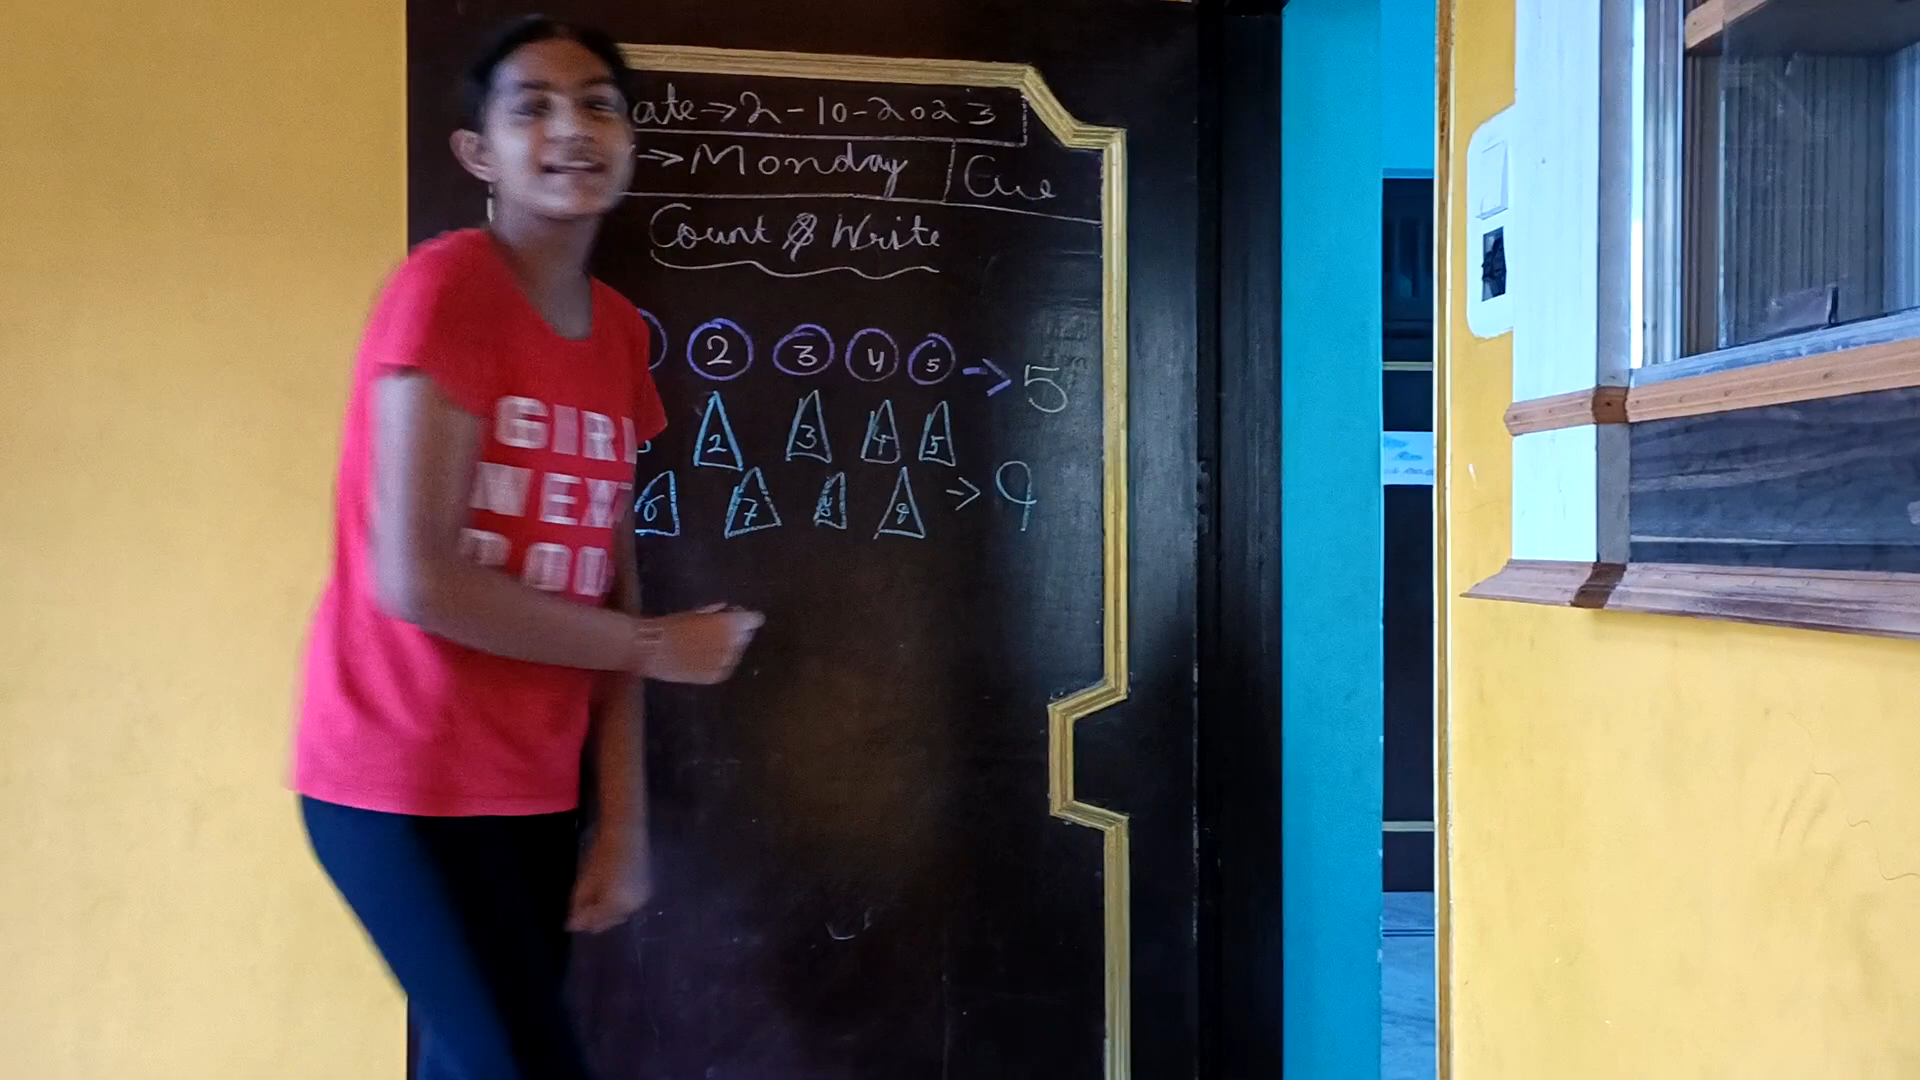 ate→2-10-2023
→Monday
Count & Write
2 3 4 5 → 5
2 3 4 5
6 7 8 9 → 9
GIRL
NEXT
DOO